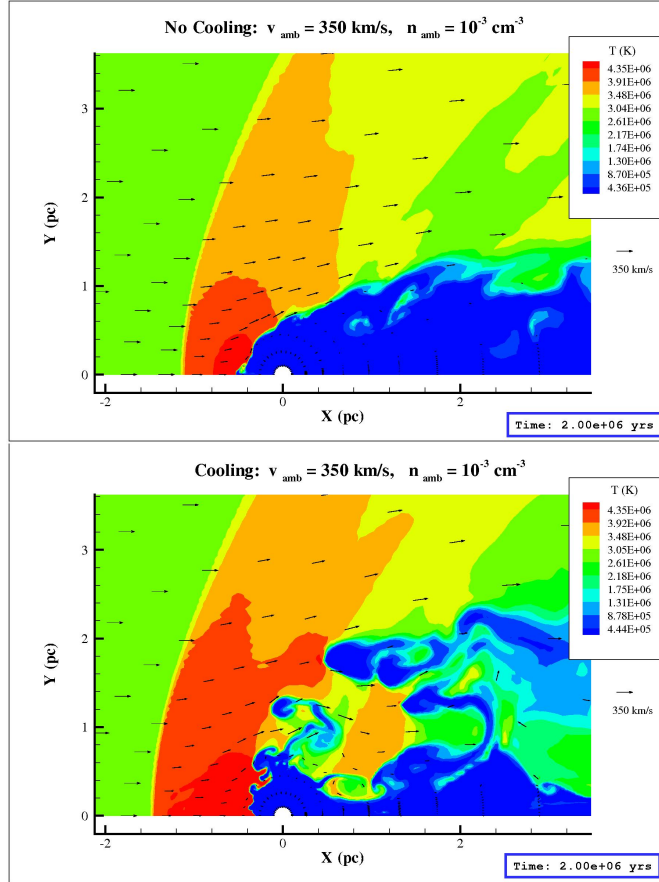 No Cooling: v amb = 350 km/s, n amb = 10-3 cm-3
T (K)
4.35E+06
3.91E+06
3.48E+06
3.04E+06
2.61E+06
2.17E+06
1.74E+06
1.30E+06
8.70E+05
4.36E+05
350 km/s
Y (pc)
3
2
1
0
-2
0
2
X (pc)
Time: 2.00e+06 yrs
Cooling: v amb = 350 km/s, n amb = 10-3 cm-3
T (K)
4.35E+06
3.92E+06
3.48E+06
3.05E+06
2.61E+06
2.18E+06
1.75E+06
1.31E+06
8.78E+05
4.44E+05
350 km/s
Y (pc)
3
2
1
0
-2
0
2
X (pc)
Time: 2.00e+06 yrs